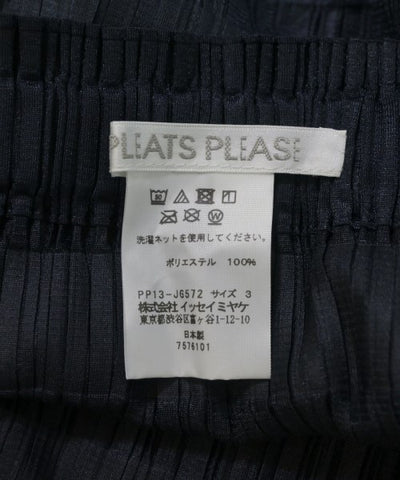 PLEATS PLEASE
洗濯ネットを使用してください。
ポリエステル 100%
PP13-JG572 サイズ 3
株式会社 イッセイミヤケ
東京都渋谷区富ヶ谷1-12-10
日本製
7576101